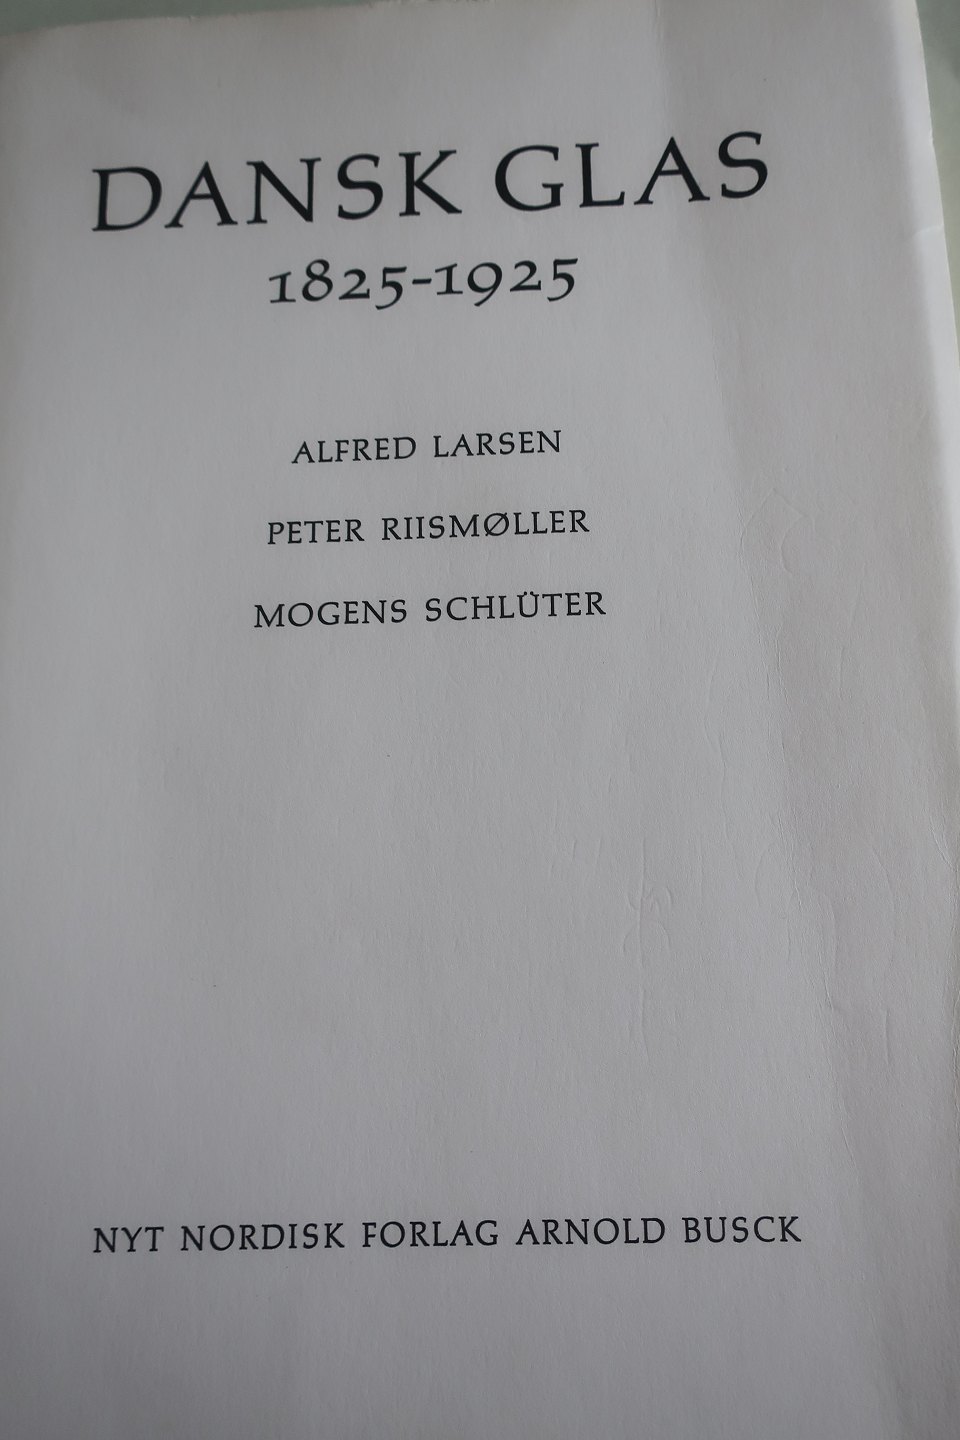 DANSK GLAS
1825-1925
ALFRED LARSEN
PETER RIISMØLLER
MOGENS SCHLÜTER
NYT NORDISK FORLAG ARNOLD BUSCK